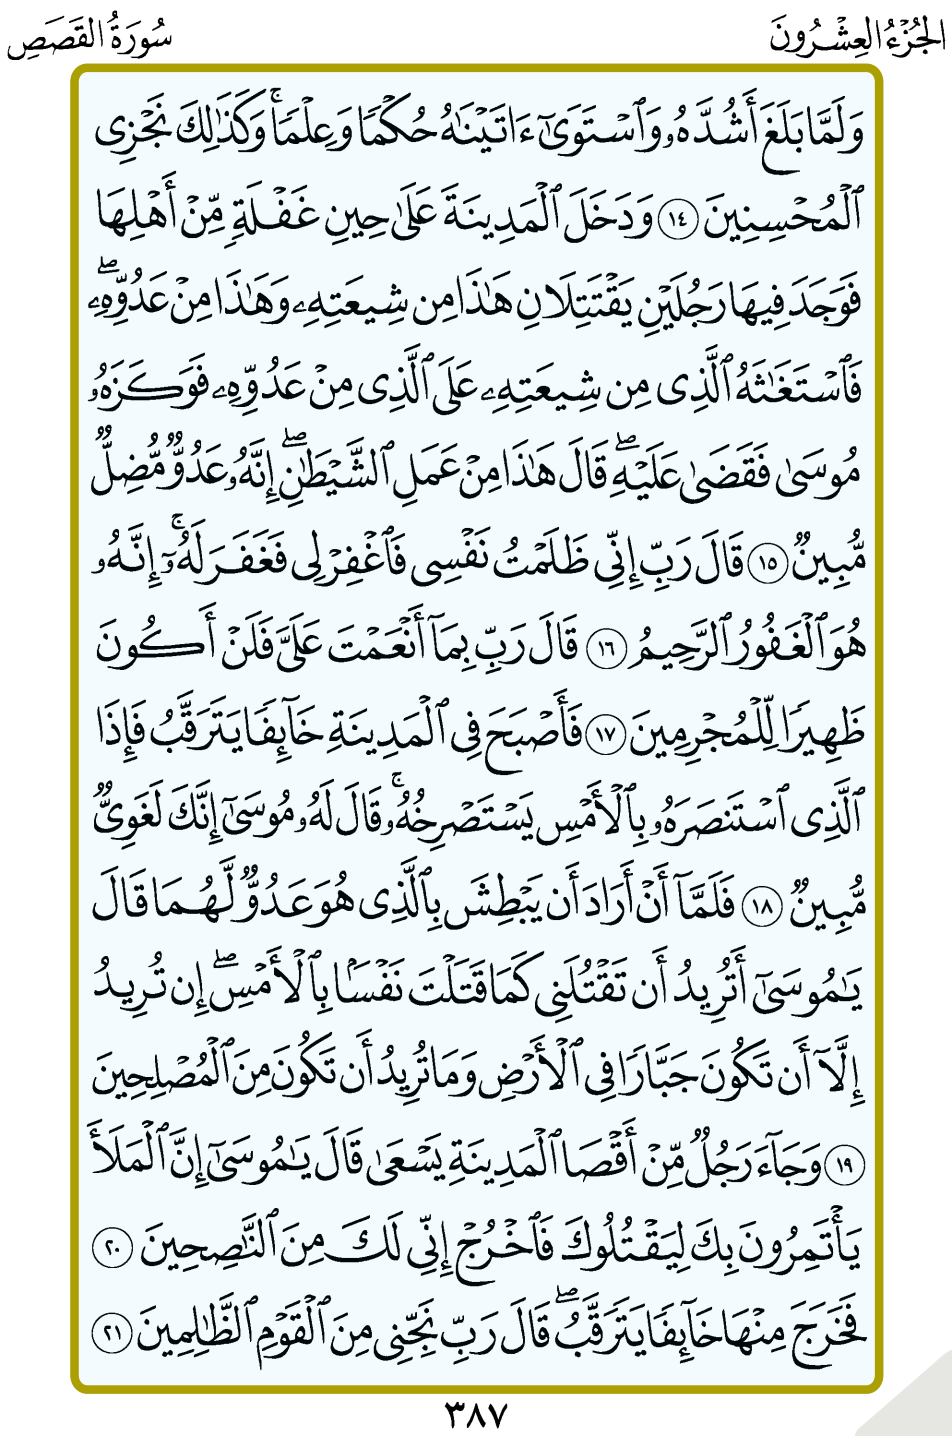 الجُزْءُ العِشْرُونَ
سُورَةُ القَصَصِ
وَلَمَّا بَلَغَ أَشُدَّهُۥ وَٱسْتَوَىٰٓ ءَاتَيْنَٰهُ حُكْمًا وَعِلْمًاۚ وَكَذَٰلِكَ نَجْزِى
ٱلْمُحْسِنِينَ ١٤ وَدَخَلَ ٱلْمَدِينَةَ عَلَىٰ حِينِ غَفْلَةٍ مِّنْ أَهْلِهَا
فَوَجَدَ فِيهَا رَجُلَيْنِ يَقْتَتِلَانِ هَٰذَا مِن شِيعَتِهِۦ وَهَٰذَا مِنْ عَدُوِّهِۦۖ
فَٱسْتَغَٰثَهُ ٱلَّذِى مِن شِيعَتِهِۦ عَلَى ٱلَّذِى مِنْ عَدُوِّهِۦ فَوَكَزَهُۥ
مُوسَىٰ فَقَضَىٰ عَلَيْهِۖ قَالَ هَٰذَا مِنْ عَمَلِ ٱلشَّيْطَٰنِۖ إِنَّهُۥ عَدُوٌّ مُّضِلٌّ
مُّبِينٌ ١٥ قَالَ رَبِّ إِنِّى ظَلَمْتُ نَفْسِى فَٱغْفِرْ لِى فَغَفَرَ لَهُۥٓۚ إِنَّهُۥ
هُوَ ٱلْغَفُورُ ٱلرَّحِيمُ ١٦ قَالَ رَبِّ بِمَآ أَنْعَمْتَ عَلَىَّ فَلَنْ أَكُونَ
ظَهِيرًا لِّلْمُجْرِمِينَ ١٧ فَأَصْبَحَ فِى ٱلْمَدِينَةِ خَآئِفًا يَتَرَقَّبُ فَإِذَا
ٱلَّذِى ٱسْتَنصَرَهُۥ بِٱلْأَمْسِ يَسْتَصْرِخُهُۥۚ قَالَ لَهُۥ مُوسَىٰٓ إِنَّكَ لَغَوِىٌّ
مُّبِينٌ ١٨ فَلَمَّآ أَنْ أَرَادَ أَن يَبْطِشَ بِٱلَّذِى هُوَ عَدُوٌّ لَّهُمَا قَالَ
يَٰمُوسَىٰٓ أَتُرِيدُ أَن تَقْتُلَنِى كَمَا قَتَلْتَ نَفْسًۢا بِٱلْأَمْسِۖ إِن تُرِيدُ
إِلَّآ أَن تَكُونَ جَبَّارًا فِى ٱلْأَرْضِ وَمَا تُرِيدُ أَن تَكُونَ مِنَ ٱلْمُصْلِحِينَ
١٩ وَجَآءَ رَجُلٌ مِّنْ أَقْصَا ٱلْمَدِينَةِ يَسْعَىٰ قَالَ يَٰمُوسَىٰٓ إِنَّ ٱلْمَلَأَ
يَأْتَمِرُونَ بِكَ لِيَقْتُلُوكَ فَٱخْرُجْ إِنِّى لَكَ مِنَ ٱلنَّٰصِحِينَ ٢٠
فَخَرَجَ مِنْهَا خَآئِفًا يَتَرَقَّبُۖ قَالَ رَبِّ نَجِّنِى مِنَ ٱلْقَوْمِ ٱلظَّٰلِمِينَ ٢١
٣٨٧